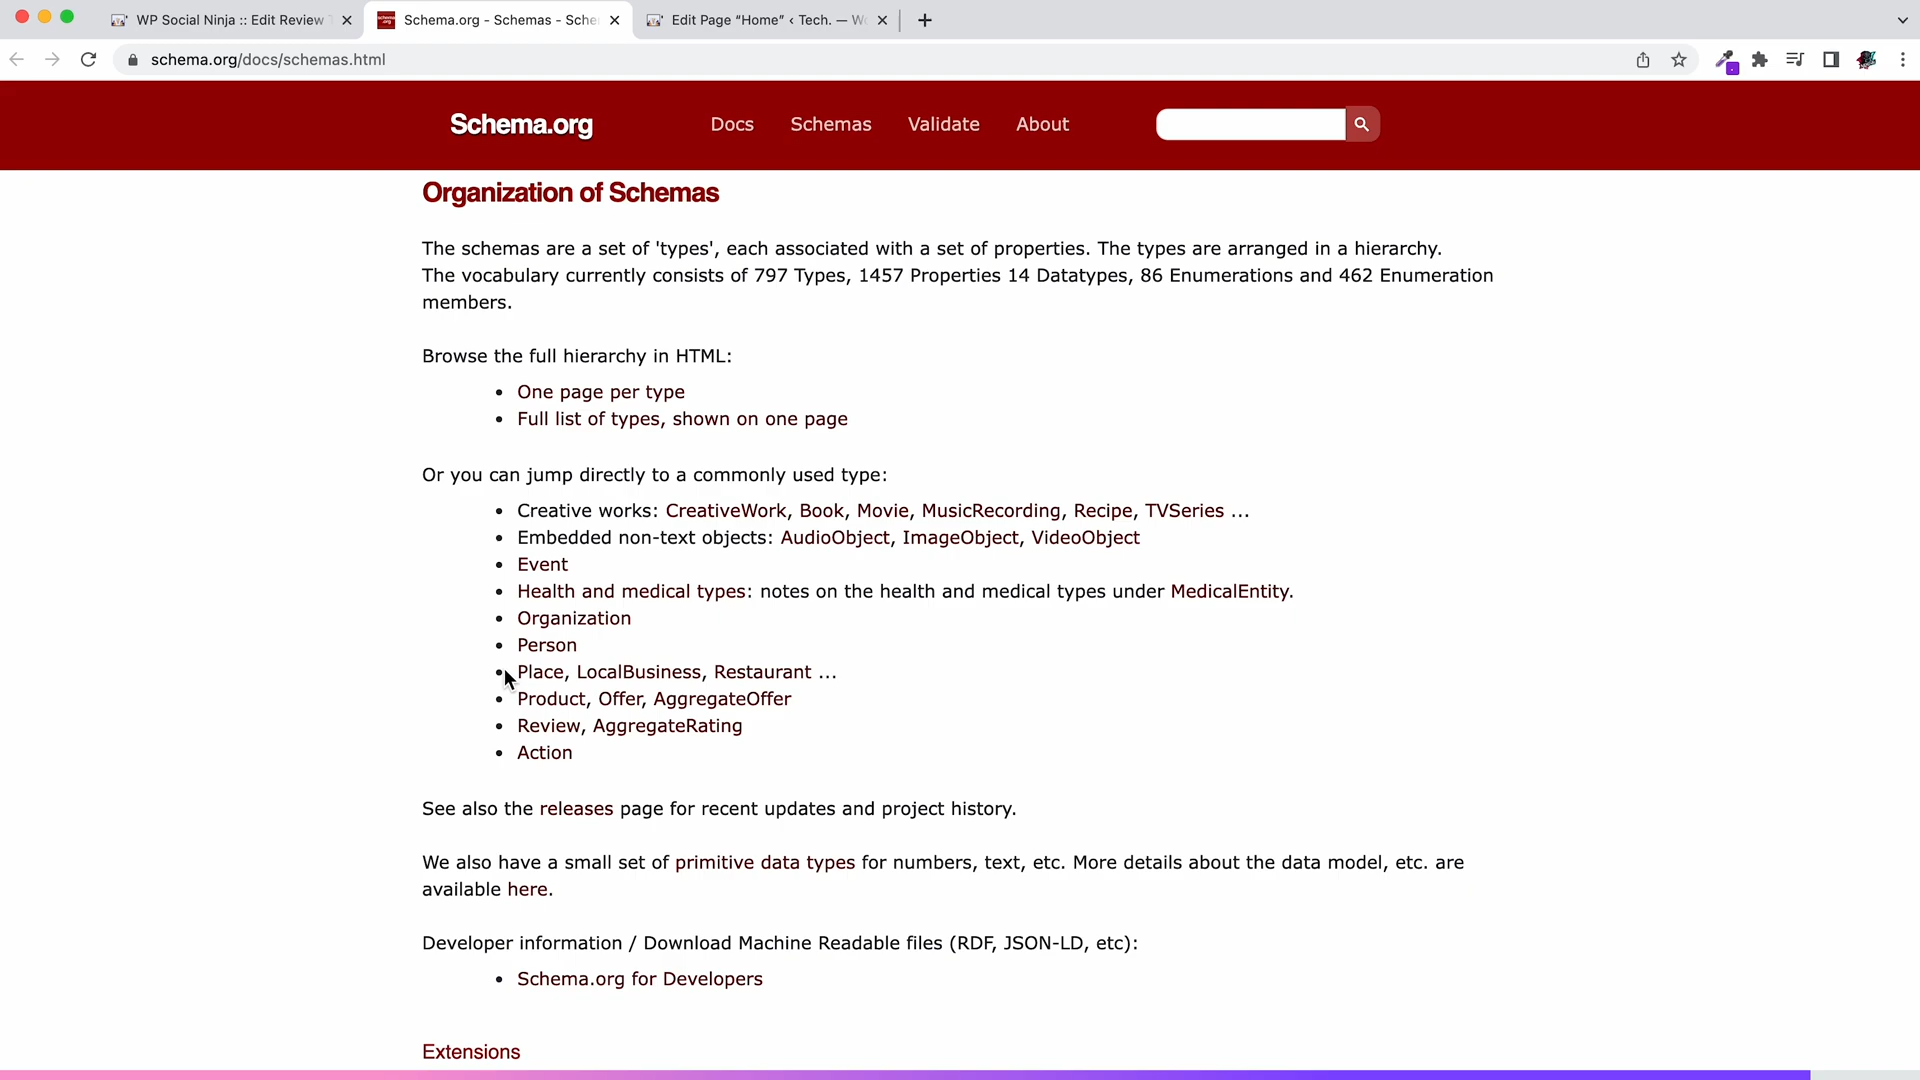 WP Social Ninja :: Edit Review
Schema.org - Schemas - Sche
Edit Page “Home” ‹ Tech. — Wo
schema.org/docs/schemas.html
Schema.org
Docs
Schemas
Validate
About
Organization of Schemas
The schemas are a set of 'types', each associated with a set of properties. The types are arranged in a hierarchy.
The vocabulary currently consists of 797 Types, 1457 Properties 14 Datatypes, 86 Enumerations and 462 Enumeration
members.
Browse the full hierarchy in HTML:
• One page per type
• Full list of types, shown on one page
Or you can jump directly to a commonly used type:
• Creative works: CreativeWork, Book, Movie, MusicRecording, Recipe, TVSeries ...
• Embedded non-text objects: AudioObject, ImageObject, VideoObject
• Event
• Health and medical types: notes on the health and medical types under MedicalEntity.
• Organization
• Person
• Place, LocalBusiness, Restaurant ...
• Product, Offer, AggregateOffer
• Review, AggregateRating
• Action
See also the releases page for recent updates and project history.
We also have a small set of primitive data types for numbers, text, etc. More details about the data model, etc. are
available here.
Developer information / Download Machine Readable files (RDF, JSON-LD, etc):
• Schema.org for Developers
Extensions